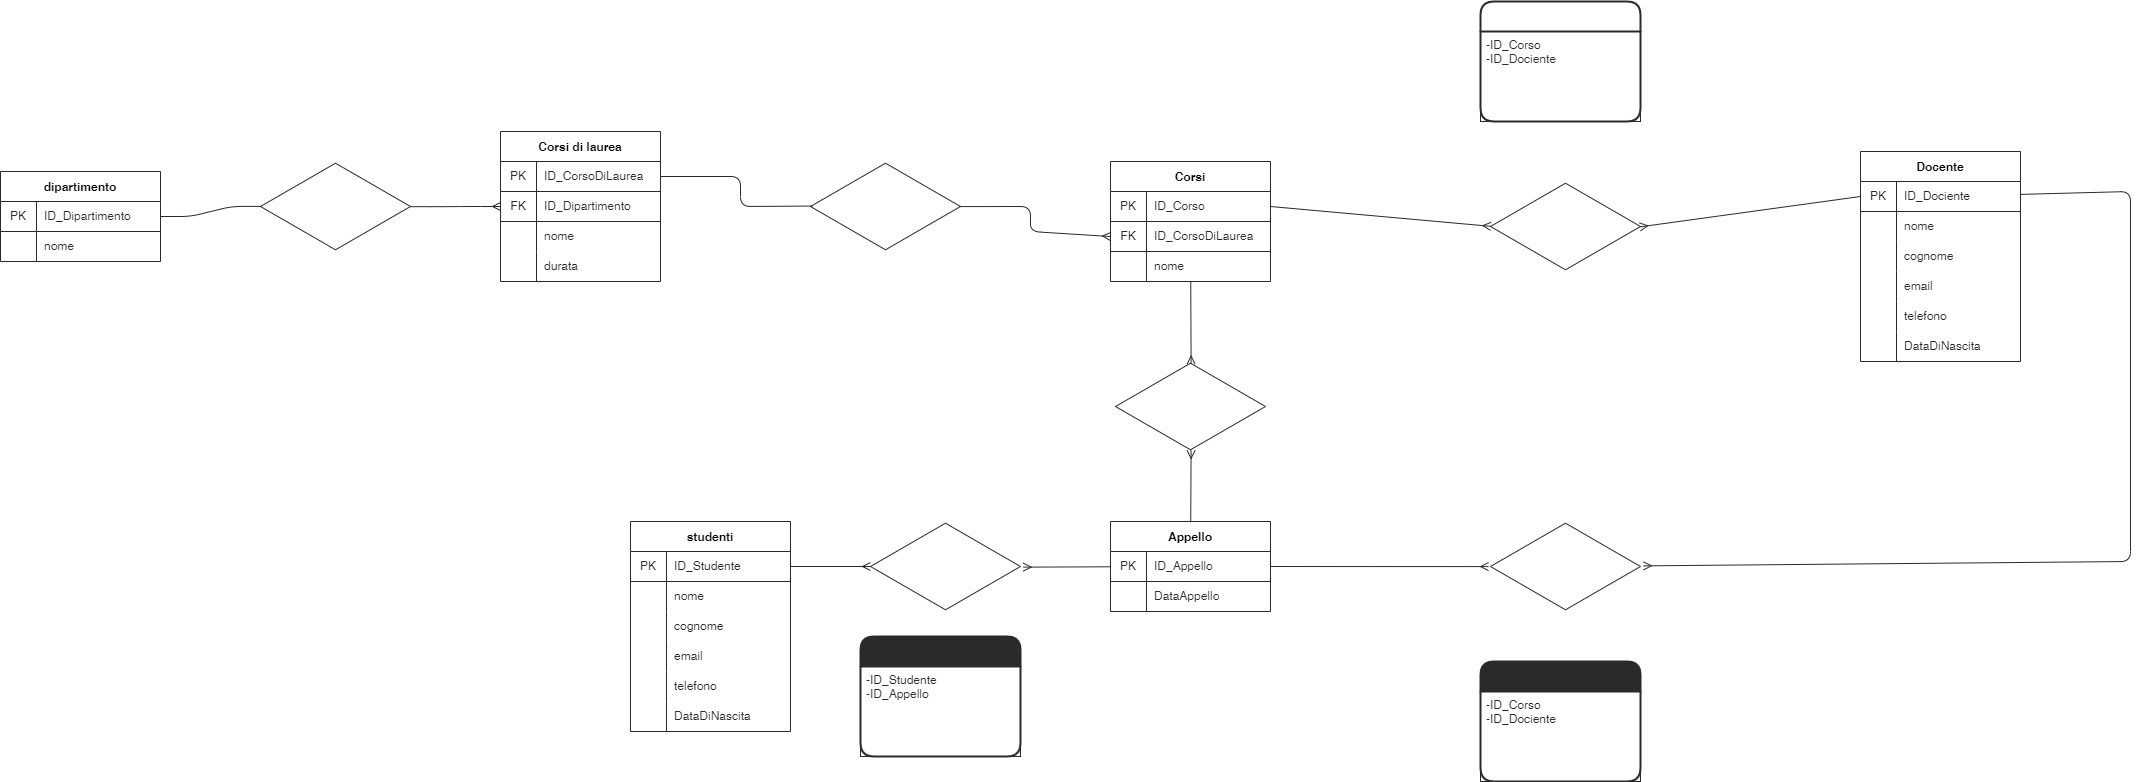 -ID_Corso
-ID_Dociente
dipartimento
PK ID_Dipartimento
nome
Corsi di laurea
PK ID_CorsoDiLaurea
FK ID_Dipartimento
nome
durata
Corsi
PK ID_Corso
FK ID_CorsoDiLaurea
nome
Docente
PK ID_Dociente
nome
cognome
email
telefono
DataDiNascita
studenti
PK ID_Studente
nome
cognome
email
telefono
DataDiNascita
Appello
PK ID_Appello
DataAppello
-ID_Studente
-ID_Appello
-ID_Corso
-ID_Dociente